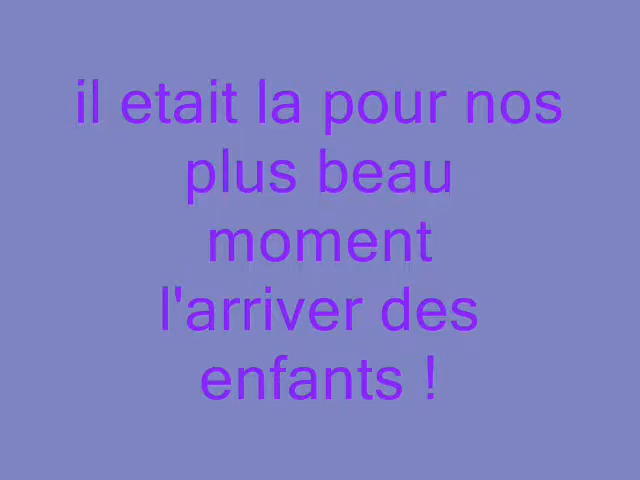 il etait la pour nos
plus beau
moment
l'arriver des
enfants !